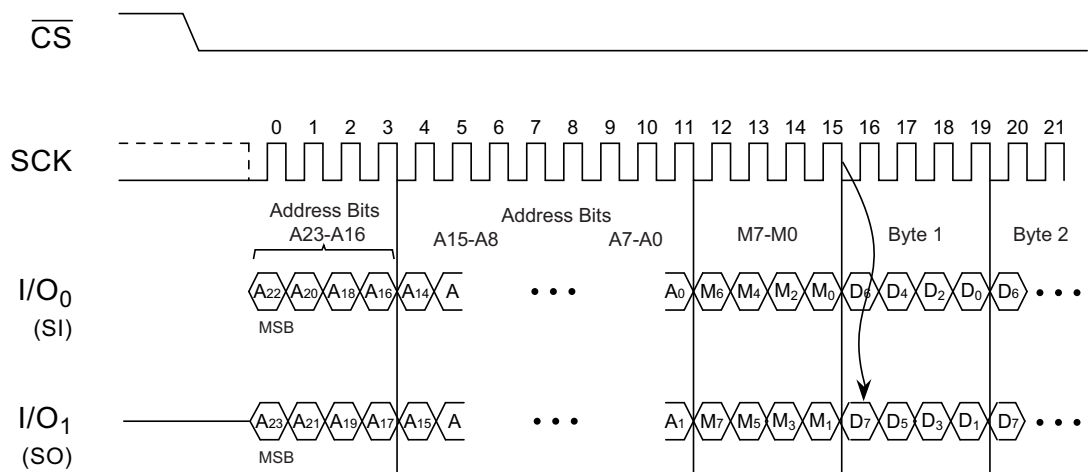 CS
0 1 2 3 4 5 6 7 8 9 10 11 12 13 14 15 16 17 18 19 20 21
SCK
Address Bits
A23-A16
Address Bits
A15-A8
A7-A0
M7-M0
Byte 1
Byte 2
I/O0
(SI)
A22 A20 A18 A16 A14 A • • • A0 M6 M4 M2 M0 D6 D4 D2 D0 D6 • • •
MSB
I/O1
(SO)
A23 A21 A19 A17 A15 A • • • A1 M7 M5 M3 M1 D7 D5 D3 D1 D7 • • •
MSB